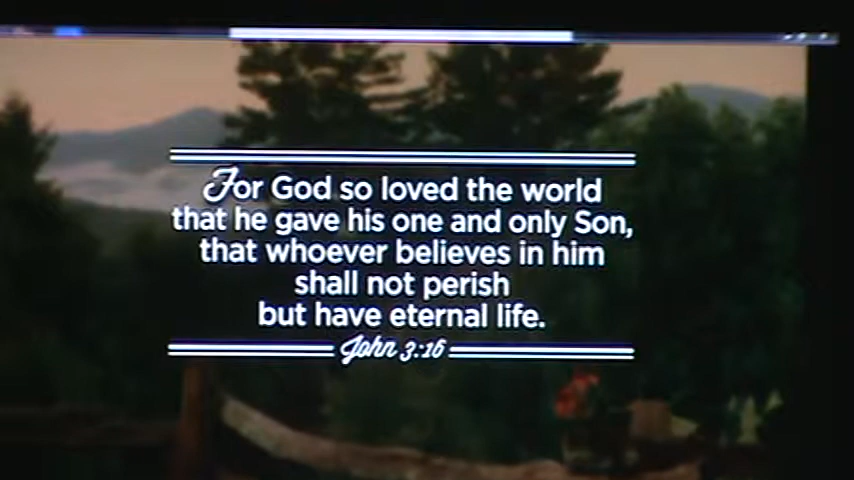 For God so loved the world
that he gave his one and only Son,
that whoever believes in him
shall not perish
but have eternal life.
John 3:16